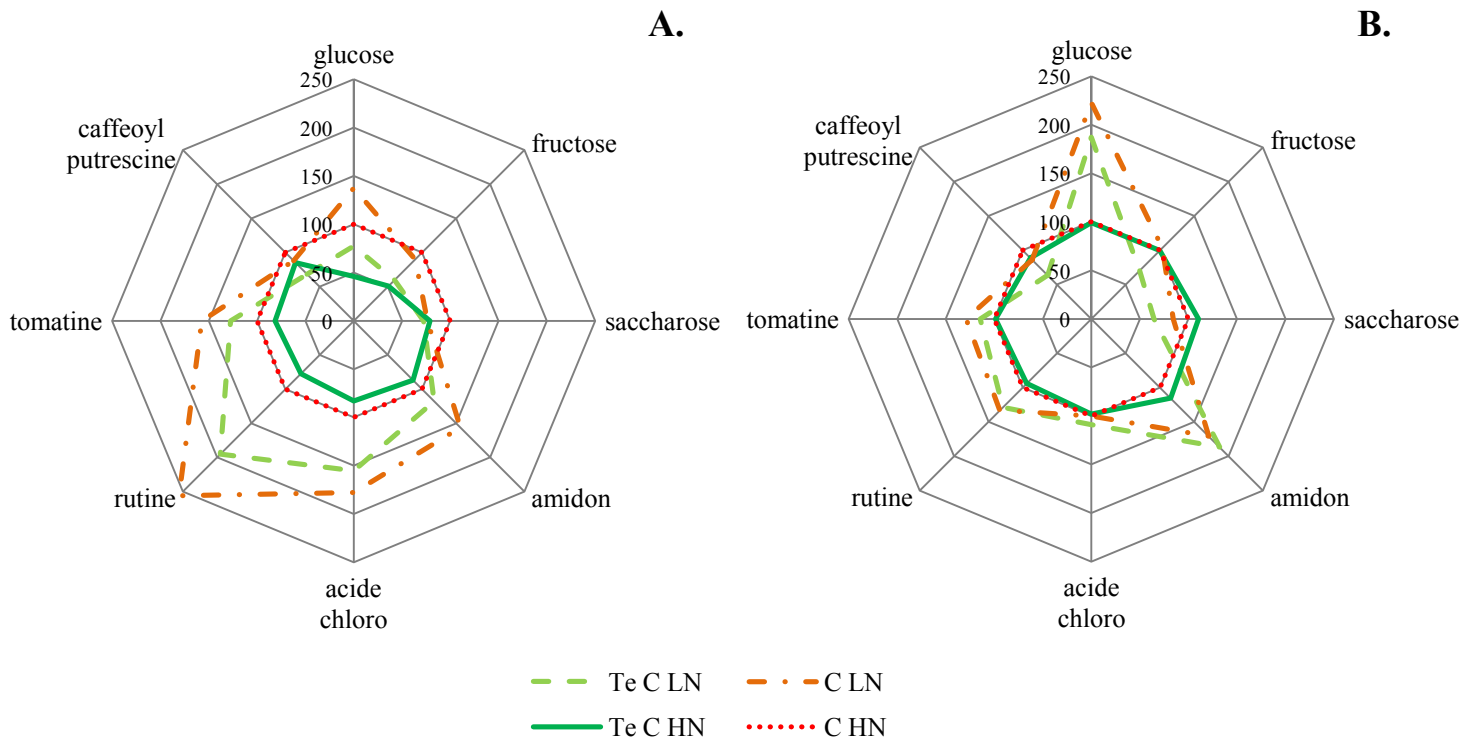 A.
glucose
250
200
150
100
50
0
fructose
saccharose
amidon
acide
chloro
rutine
tomatine
caffeoyl
putrescine
B.
glucose
250
200
150
100
50
0
fructose
saccharose
amidon
acide
chloro
rutine
tomatine
caffeoyl
putrescine
Te C LN
C LN
Te C HN
C HN